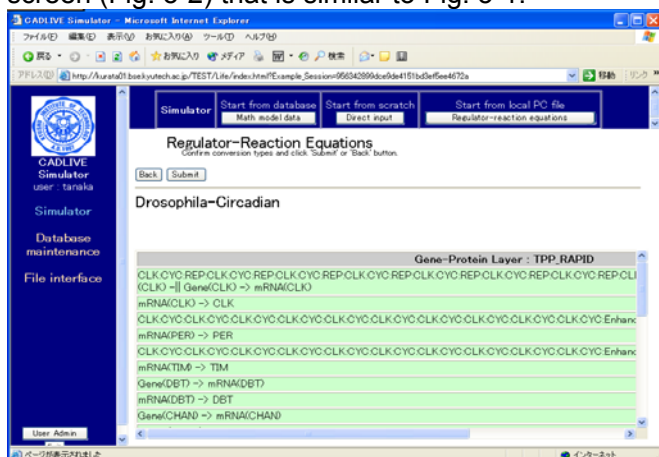 screen (Fig. 3-2) that is similar to Fig. 3-1.
CADLIVE Simulator - Microsoft Internet Explorer
ファイル(F) 編集(E) 表示(V) お気に入り(A) ツール(T) ヘルプ(H)
戻る 検索 お気に入り メディア
アドレス(D) 移動 リンク »
Simulator
Start from database
Math model data
Start from scratch
Direct input
Start from local PC file
Regulator-reaction equations
CADLIVE
Simulator
user : tanaka
Simulator
Database
maintenance
File interface
User Admin
Regulator-Reaction Equations
Confirm conversion types and click 'Submit' or 'Back' button.
Back Submit
Drosophila-Circadian
Gene-Protein Layer : TPP_RAPID
CLK:CYC:REP:CLK:CYC:REP:CLK:CYC:REP:CLK:CYC:REP:CLK:CYC:REP:CLK:CYC:REP:CLK:CYC:REP:CLI
(CLK) -|| Gene(CLK) -> mRNA(CLK)
mRNA(CLK) -> CLK
CLK:CYC:CLK:CYC:CLK:CYC:CLK:CYC:CLK:CYC:CLK:CYC:CLK:CYC:CLK:CYC:CLK:CYC:CLK:CYC:Enhanc
mRNA(PER) -> PER
CLK:CYC:CLK:CYC:CLK:CYC:CLK:CYC:CLK:CYC:CLK:CYC:CLK:CYC:CLK:CYC:CLK:CYC:CLK:CYC:Enhanc
mRNA(TIM) -> TIM
Gene(DBT) -> mRNA(DBT)
mRNA(DBT) -> DBT
Gene(CHAN) -> mRNA(CHAN)
ページが表示されました インターネット